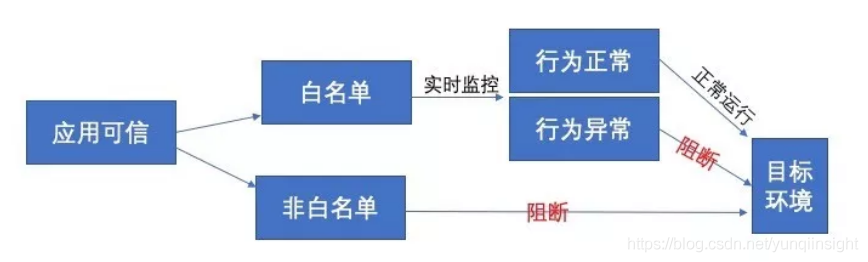 应用可信
白名单
实时监控
行为正常
行为异常
正常运行
阻断
目标
环境
非白名单
阻断
https://blog.csdn.net/yunqiinsight